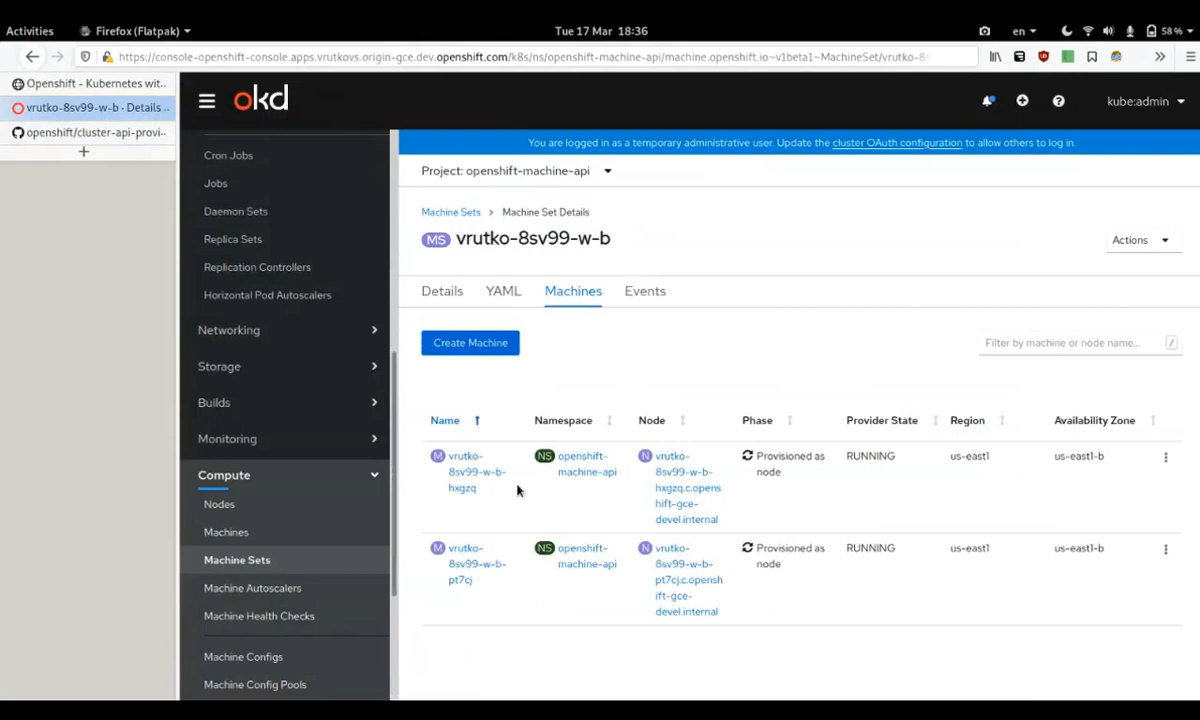 Activities
Firefox (Flatpak)
Tue 17 Mar 18:36
en
58 %
https://console-openshift-console.apps.vrutkovs.origin-gce.dev.openshift.com/k8s/ns/openshift-machine-api/machine.openshift.io~v1beta1~MachineSet/vrutko-8s
Openshift - Kubernetes wit..
vrutko-8sv99-w-b · Details ..
openshift/cluster-api-provi..
okd
kube:admin
You are logged in as a temporary administrative user. Update the cluster OAuth configuration to allow others to log in.
Cron Jobs
Jobs
Daemon Sets
Replica Sets
Replication Controllers
Horizontal Pod Autoscalers
Networking
Storage
Builds
Monitoring
Compute
Nodes
Machines
Machine Sets
Machine Autoscalers
Machine Health Checks
Machine Configs
Machine Config Pools
Project: openshift-machine-api
Machine Sets > Machine Set Details
MS vrutko-8sv99-w-b
Actions
Details YAML Machines Events
Create Machine
Filter by machine or node name...
/
Name Namespace Node Phase Provider State Region Availability Zone
M vrutko-
8sv99-w-b-
hxgzq
NS openshift-
machine-api
N vrutko-
8sv99-w-b-
hxgzq.c.opens
hift-gce-
devel.internal
Provisioned as
node
RUNNING
us-east1
us-east1-b
M vrutko-
8sv99-w-b-
pt7cj
NS openshift-
machine-api
N vrutko-
8sv99-w-b-
pt7cj.c.opensh
ift-gce-
devel.internal
Provisioned as
node
RUNNING
us-east1
us-east1-b